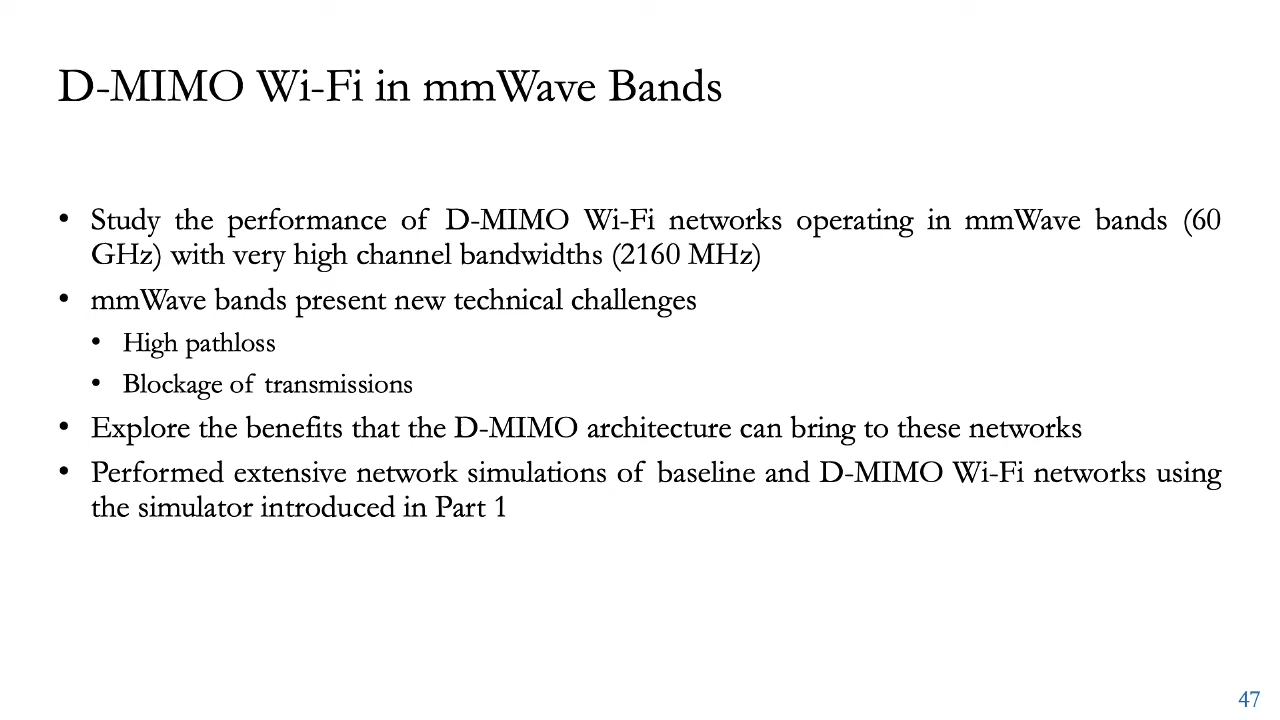 D-MIMO Wi-Fi in mmWave Bands
• Study the performance of D-MIMO Wi-Fi networks operating in mmWave bands (60
GHz) with very high channel bandwidths (2160 MHz)
• mmWave bands present new technical challenges
• High pathloss
• Blockage of transmissions
• Explore the benefits that the D-MIMO architecture can bring to these networks
• Performed extensive network simulations of baseline and D-MIMO Wi-Fi networks using
the simulator introduced in Part 1
47